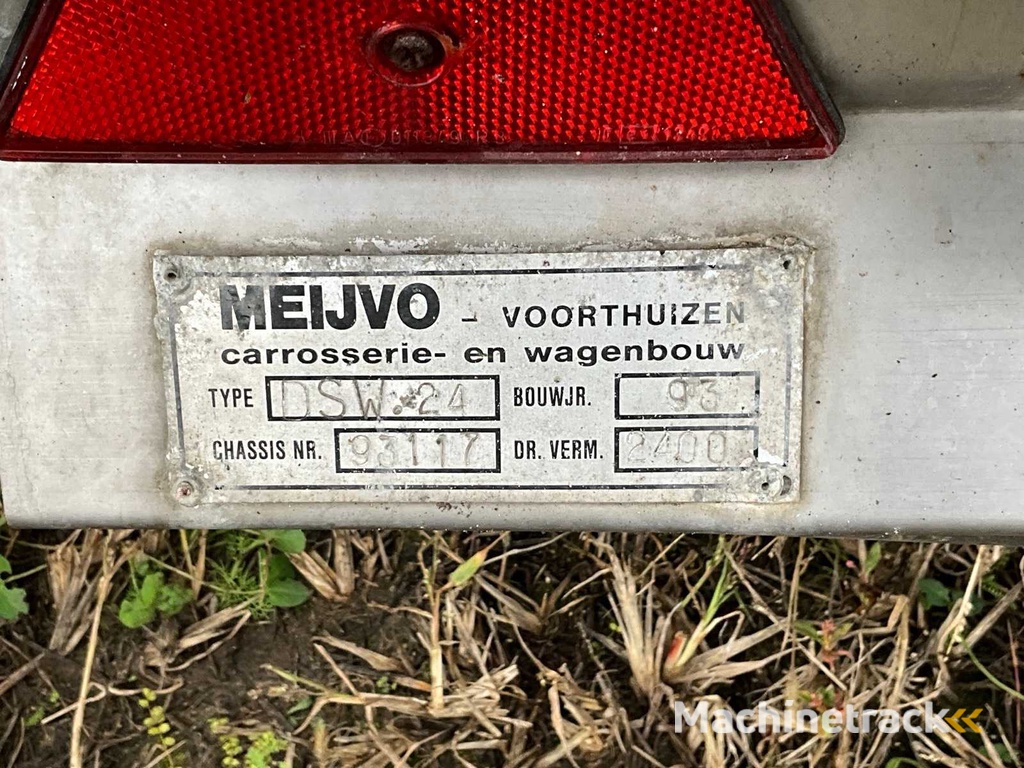 MEIJVO - VOORTHUIZEN
carrosserie- en wagenbouw
TYPE DSW.24 BOUWJR. 93
CHASSIS NR. 93117 DR. VERM. 2400
Machinetrack